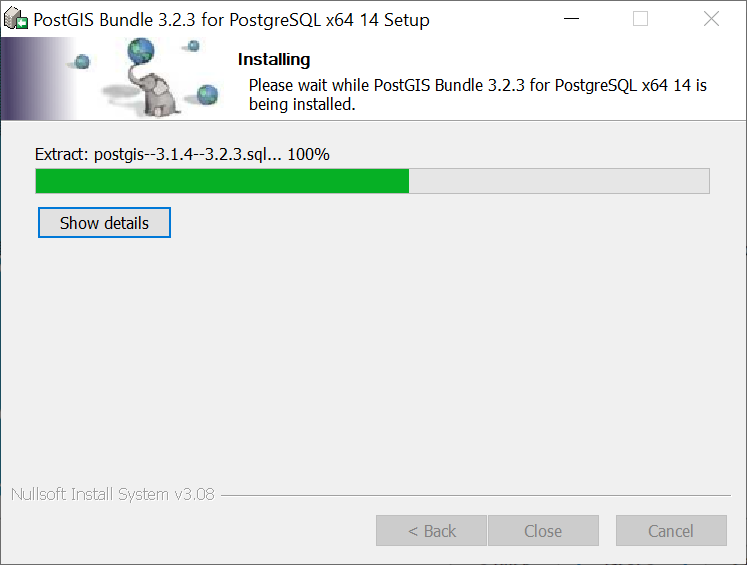 PostGIS Bundle 3.2.3 for PostgreSQL x64 14 Setup
Installing
Please wait while PostGIS Bundle 3.2.3 for PostgreSQL x64 14 is
being installed.
Extract: postgis--3.1.4--3.2.3.sql... 100%
Show details
Nullsoft Install System v3.08
< Back Close Cancel